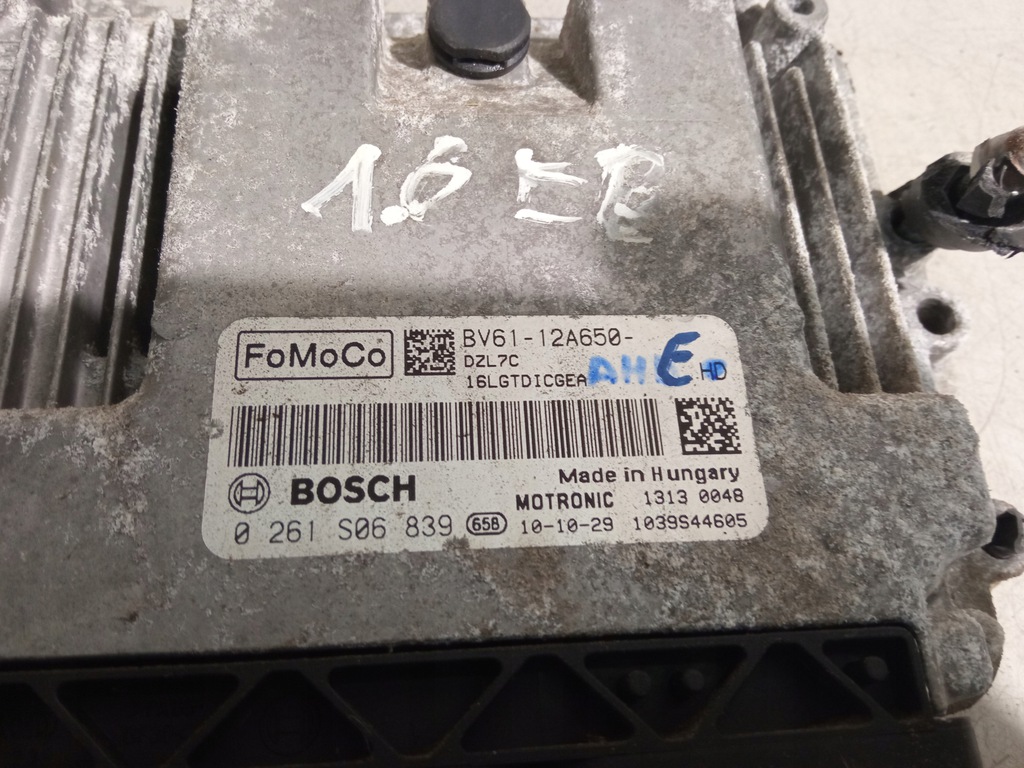 1.6 EB
FoMoCo
BV61-12A650-
DZL7C
16LGTDICGEA
E
HD
BOSCH
Made in Hungary
MOTRONIC 1313 0048
0 261 S06 839 658 10-10-29 1039S44605